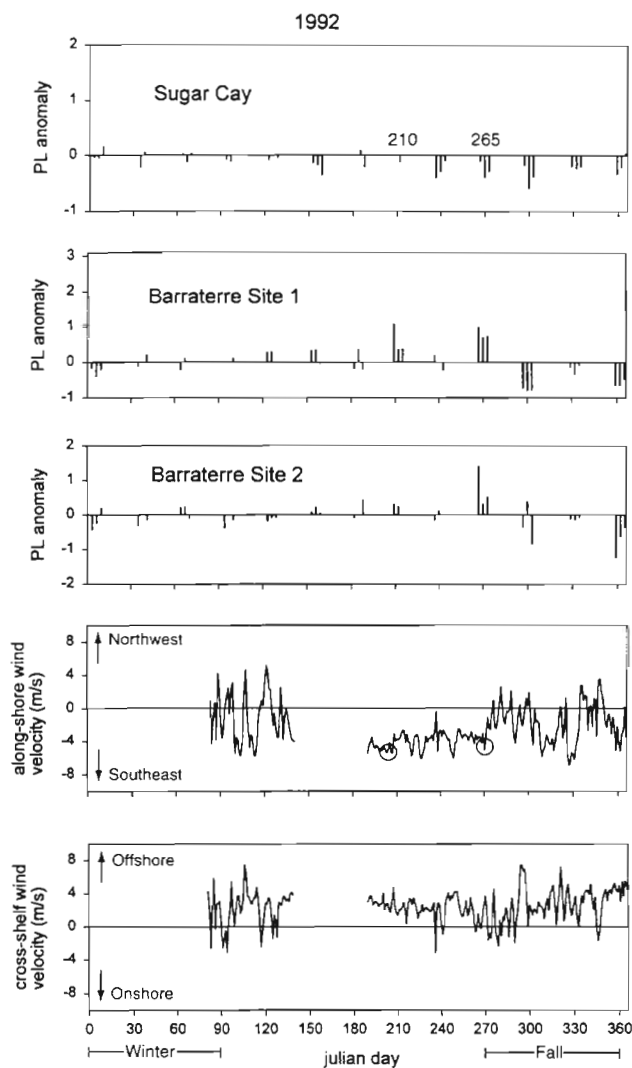 1992
2
1
0
-1
PL anomaly
Sugar Cay
210
265
3
2
1
0
-1
PL anomaly
Barraterre Site 1
2
1
0
-1
-2
PL anomaly
Barraterre Site 2
8
4
0
-4
-8
along-shore wind
velocity (m/s)
Northwest
Southeast
8
4
0
-4
-8
cross-shelf wind
velocity (m/s)
Offshore
Onshore
0 30 60 90 120 150 180 210 240 270 300 330 360
Winter
julian day
Fall